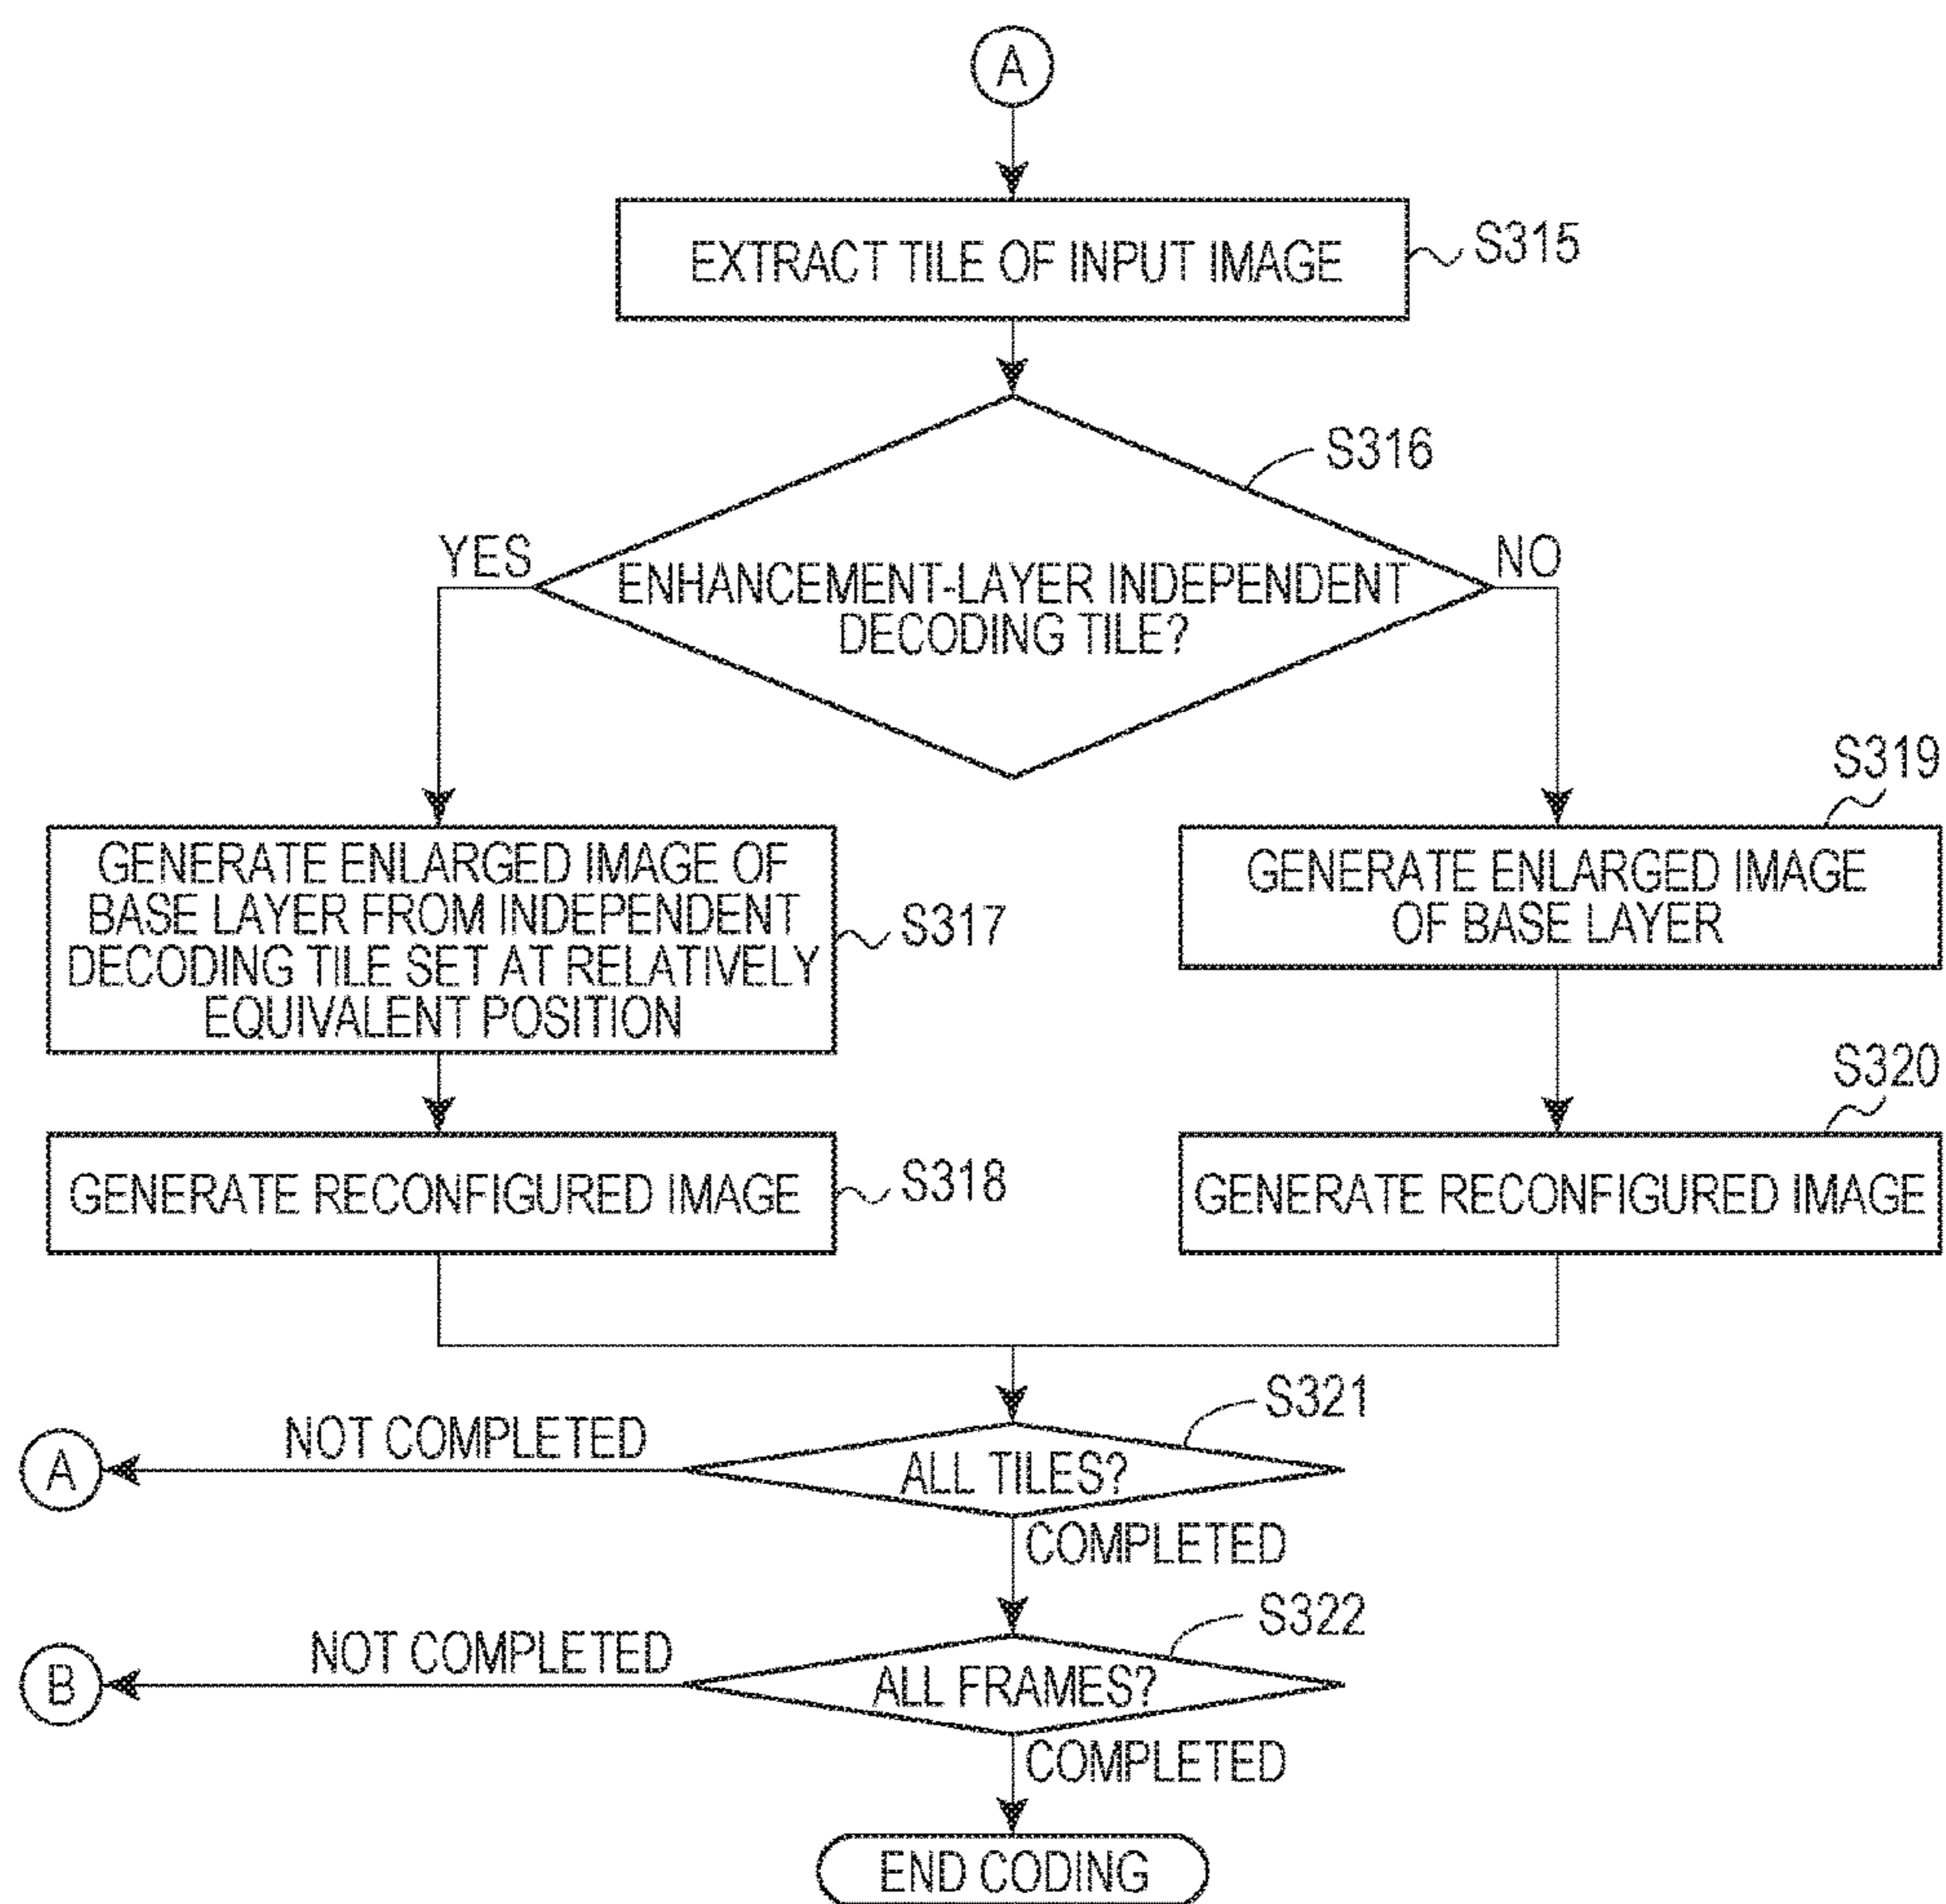 A
EXTRACT TILE OF INPUT IMAGE
S315
S316
YES
NO
ENHANCEMENT-LAYER INDEPENDENT
DECODING TILE?
S319
GENERATE ENLARGED IMAGE OF
BASE LAYER FROM INDEPENDENT
DECODING TILE SET AT RELATIVELY
EQUIVALENT POSITION
S317
GENERATE ENLARGED IMAGE
OF BASE LAYER
S320
GENERATE RECONFIGURED IMAGE
S318
GENERATE RECONFIGURED IMAGE
S321
A
NOT COMPLETED
ALL TILES?
COMPLETED
S322
B
NOT COMPLETED
ALL FRAMES?
COMPLETED
END CODING